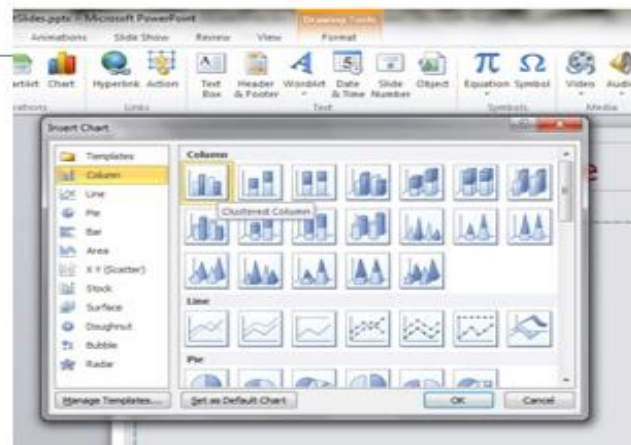 tSlides.pptx - Microsoft PowerPoint Drawing Tools
Animations Slide Show Review View Format
Chart Hyperlink Action Text Box Header & Footer WordArt Date & Time Slide Number Object Equation Symbol Video
Links Text Symbols Media
Insert Chart
Templates
Column
Line
Pie
Bar
Area
X Y (Scatter)
Stock
Surface
Doughnut
Bubble
Radar
Column
Clustered Column
Line
Pie
Manage Templates... Set as Default Chart OK Cancel